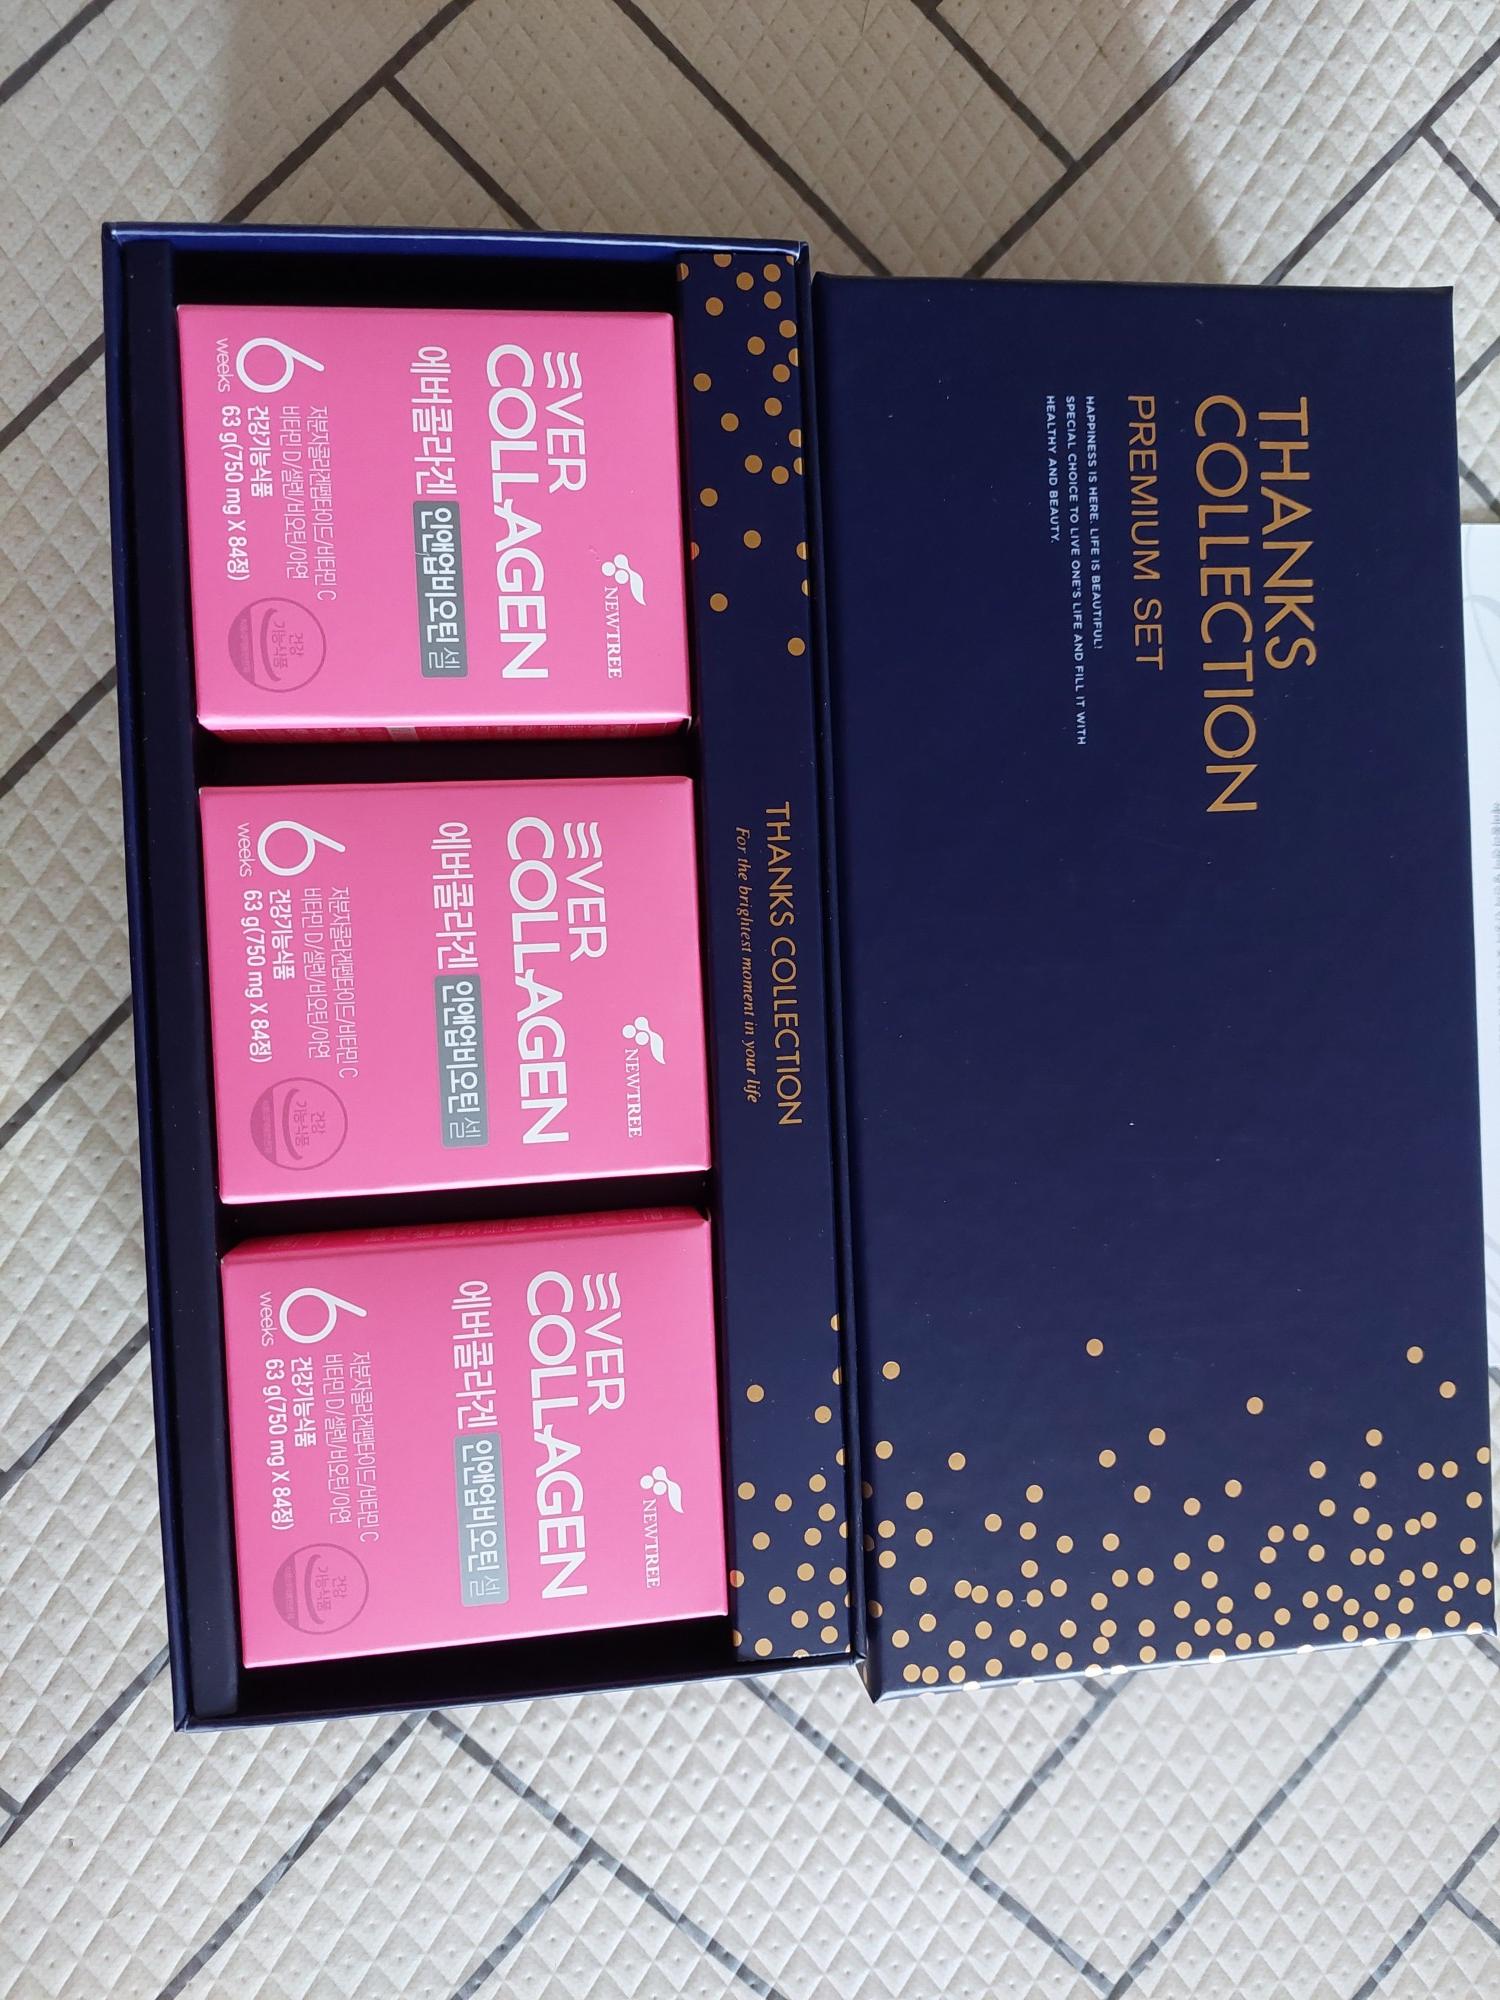 THANKS
COLLECTION
PREMIUM SET
HAPPINESS IS HERE. LIFE IS BEAUTIFUL!
SPECIAL CHOICE TO LIVE ONE'S LIFE AND FILL IT WITH
HEALTHY AND BEAUTY.
THANKS COLLECTION
For the brightest moment in your life
NEWTREE
EVER
COLLAGEN
에버콜라겐 인앤업비오틴 셀
저분자콜라겐펩타이드/비타민 C
비타민 D/셀렌/비오틴/아연
6 weeks
건강기능식품
63 g(750 mg X 84정)
건강
기능식품
NEWTREE
EVER
COLLAGEN
에버콜라겐 인앤업비오틴 셀
저분자콜라겐펩타이드/비타민 C
비타민 D/셀렌/비오틴/아연
6 weeks
건강기능식품
63 g(750 mg X 84정)
건강
기능식품
NEWTREE
EVER
COLLAGEN
에버콜라겐 인앤업비오틴 셀
저분자콜라겐펩타이드/비타민 C
비타민 D/셀렌/비오틴/아연
6 weeks
건강기능식품
63 g(750 mg X 84정)
건강
기능식품